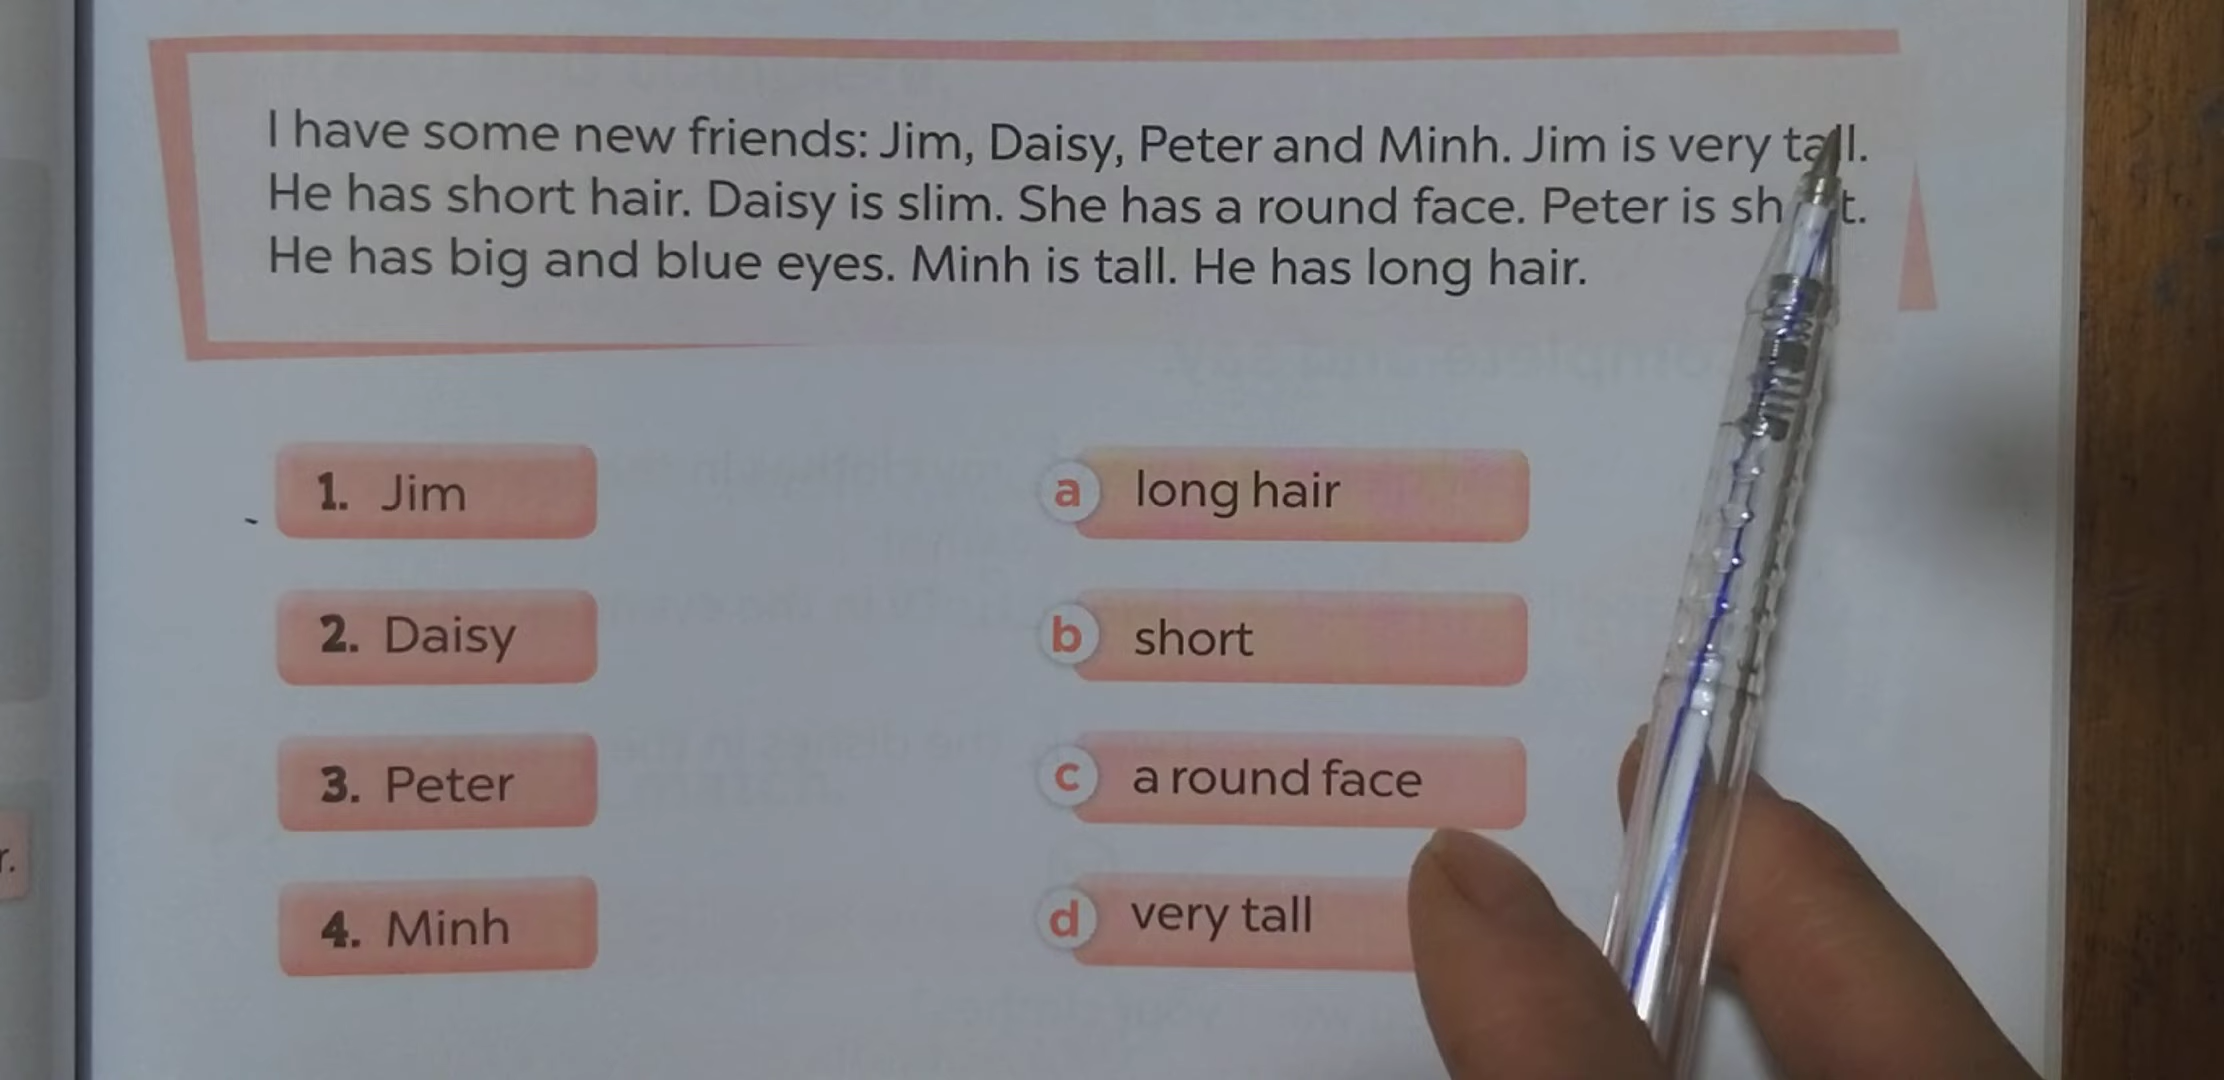 I have some new friends: Jim, Daisy, Peter and Minh. Jim is very tall.
He has short hair. Daisy is slim. She has a round face. Peter is short.
He has big and blue eyes. Minh is tall. He has long hair.
1. Jim
a long hair
2. Daisy
b short
3. Peter
c a round face
4. Minh
d very tall
r.